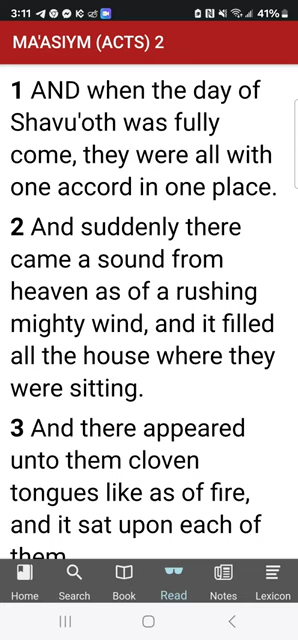 3:11 41%
MA'ASIYM (ACTS) 2
1 AND when the day of
Shavu'oth was fully
come, they were all with
one accord in one place.
2 And suddenly there
came a sound from
heaven as of a rushing
mighty wind, and it filled
all the house where they
were sitting.
3 And there appeared
unto them cloven
tongues like as of fire,
and it sat upon each of
them
Home Search Book Read Notes Lexicon